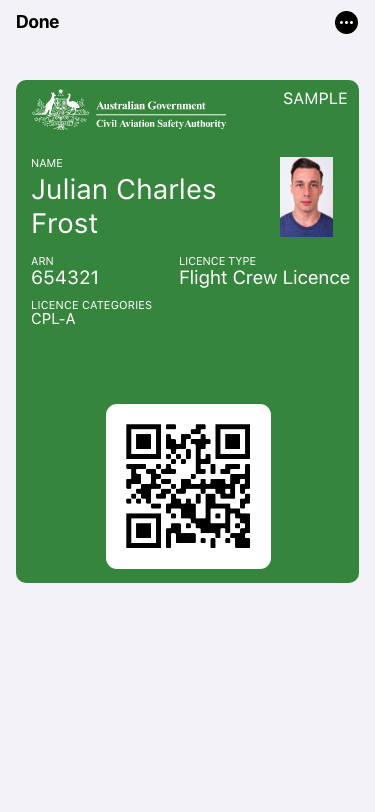 Done
Australian Government
Civil Aviation Safety Authority
SAMPLE
NAME
Julian Charles
Frost
ARN
654321
LICENCE TYPE
Flight Crew Licence
LICENCE CATEGORIES
CPL-A